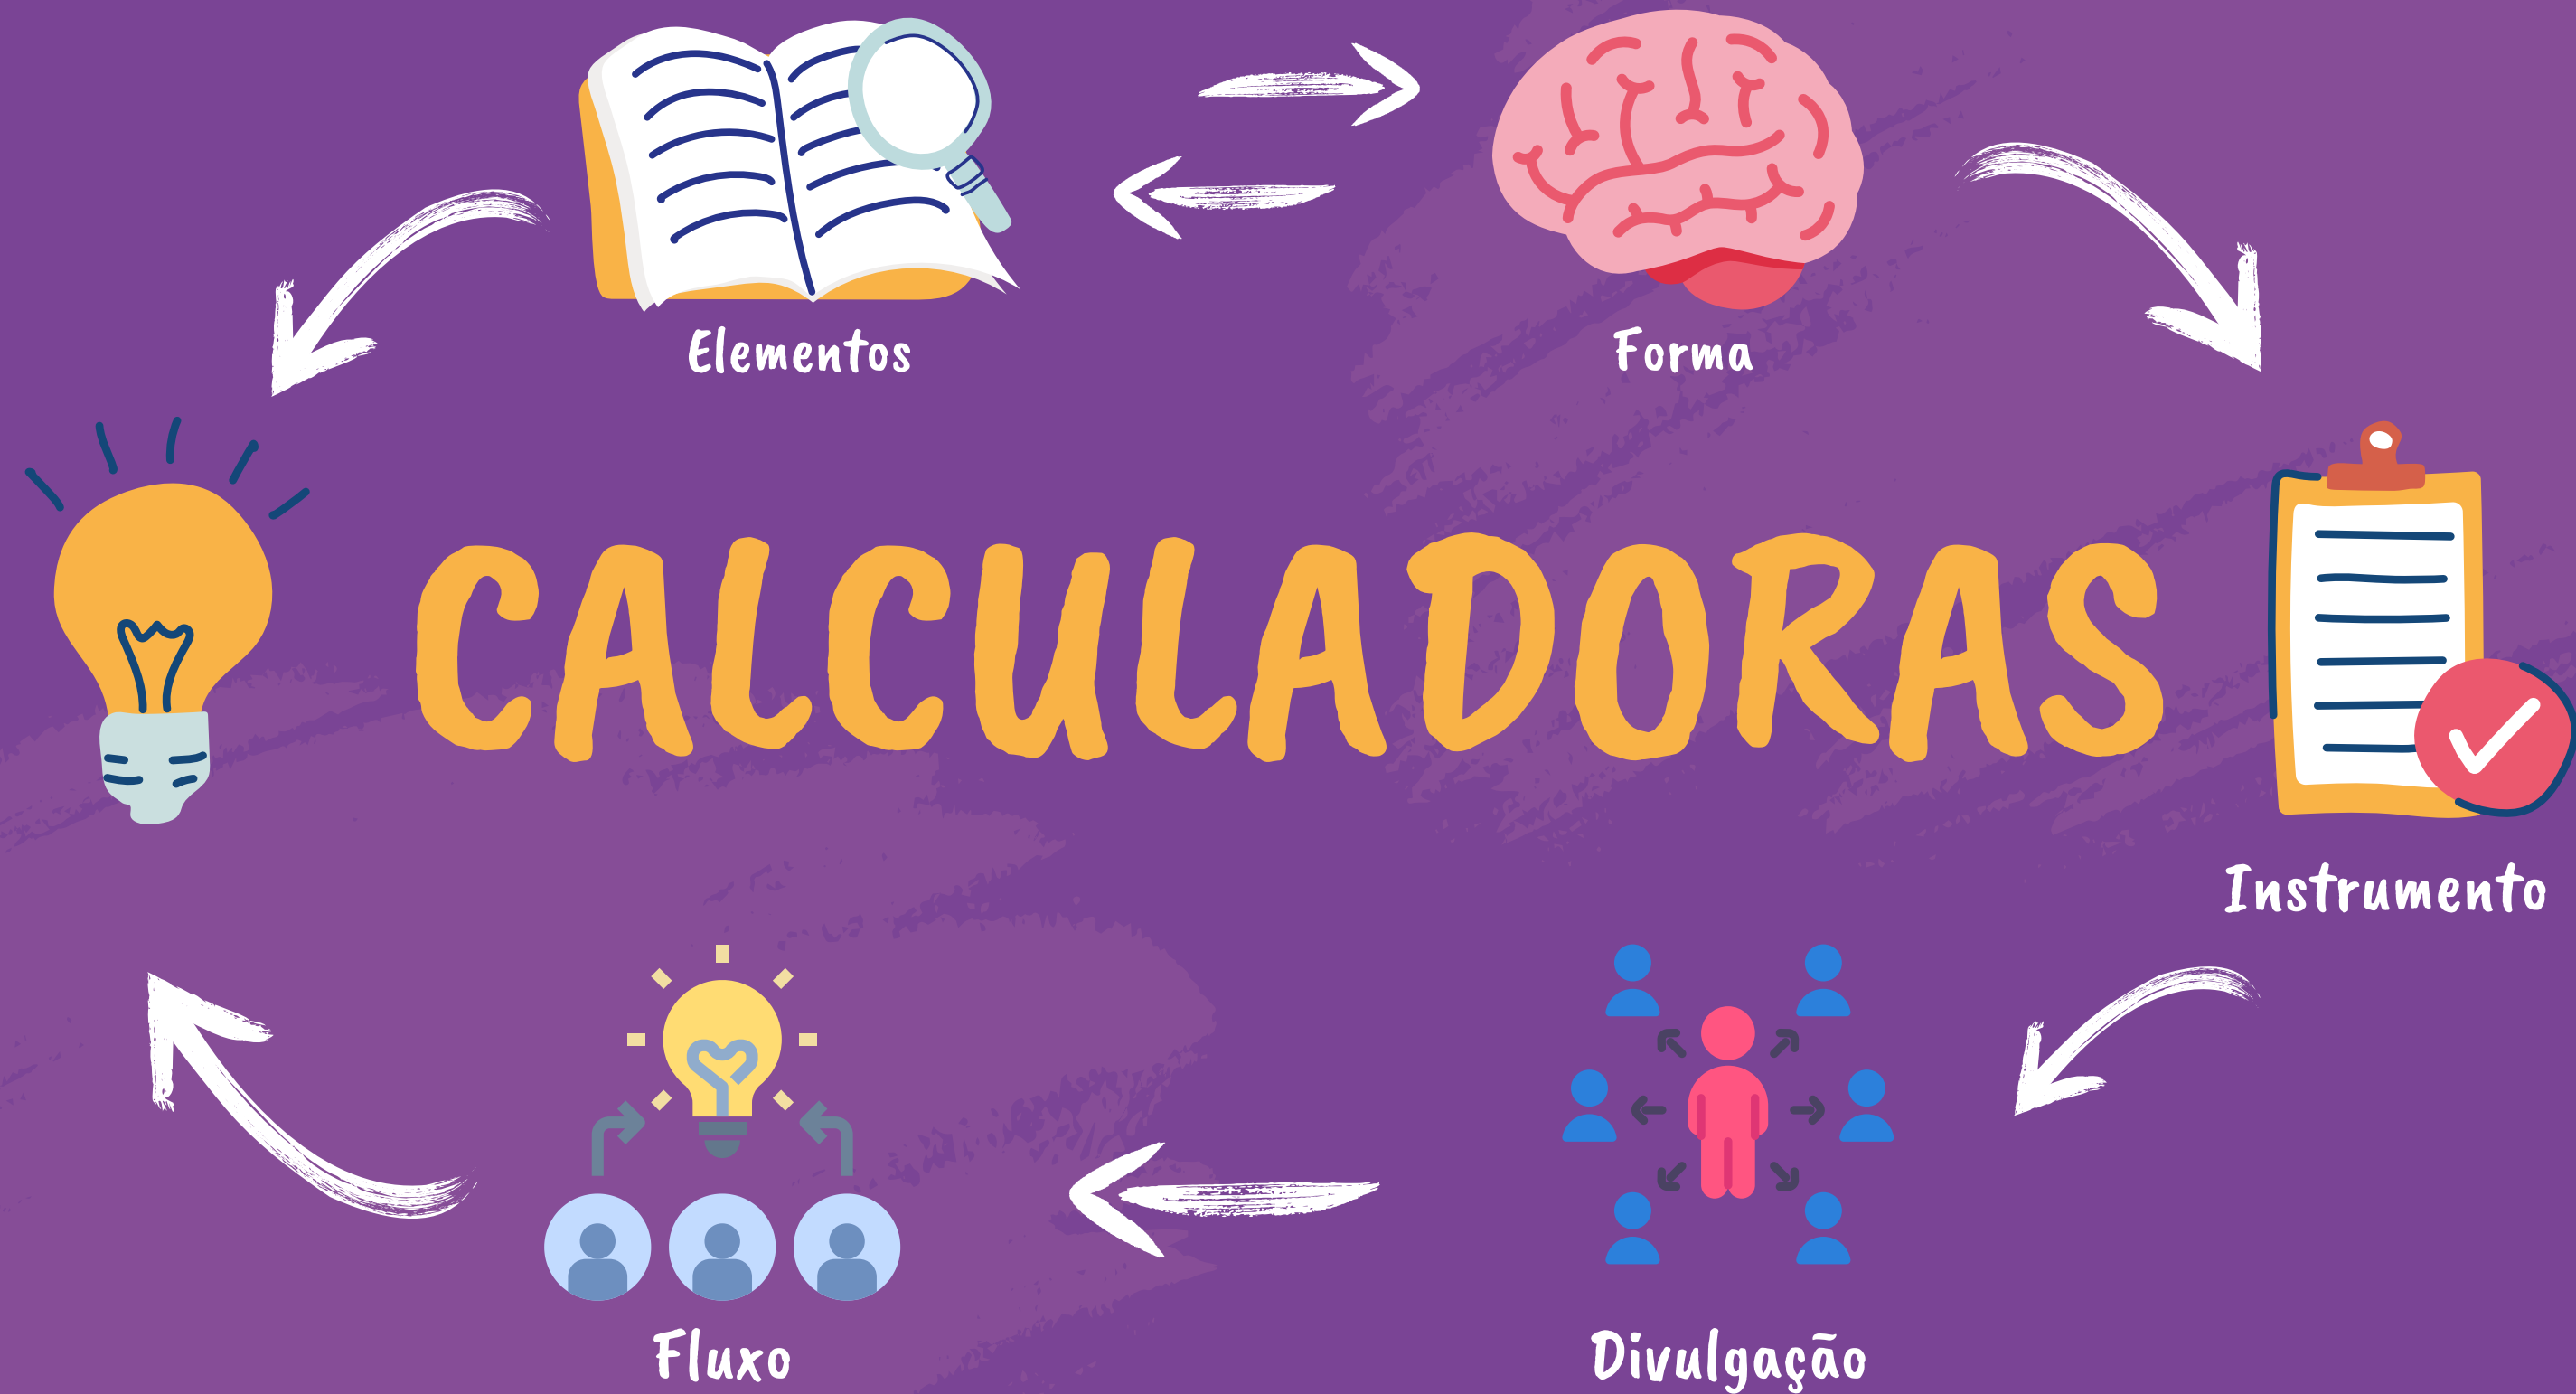 Elementos
Forma
CALCULADORAS
Instrumento
Fluxo
Divulgação